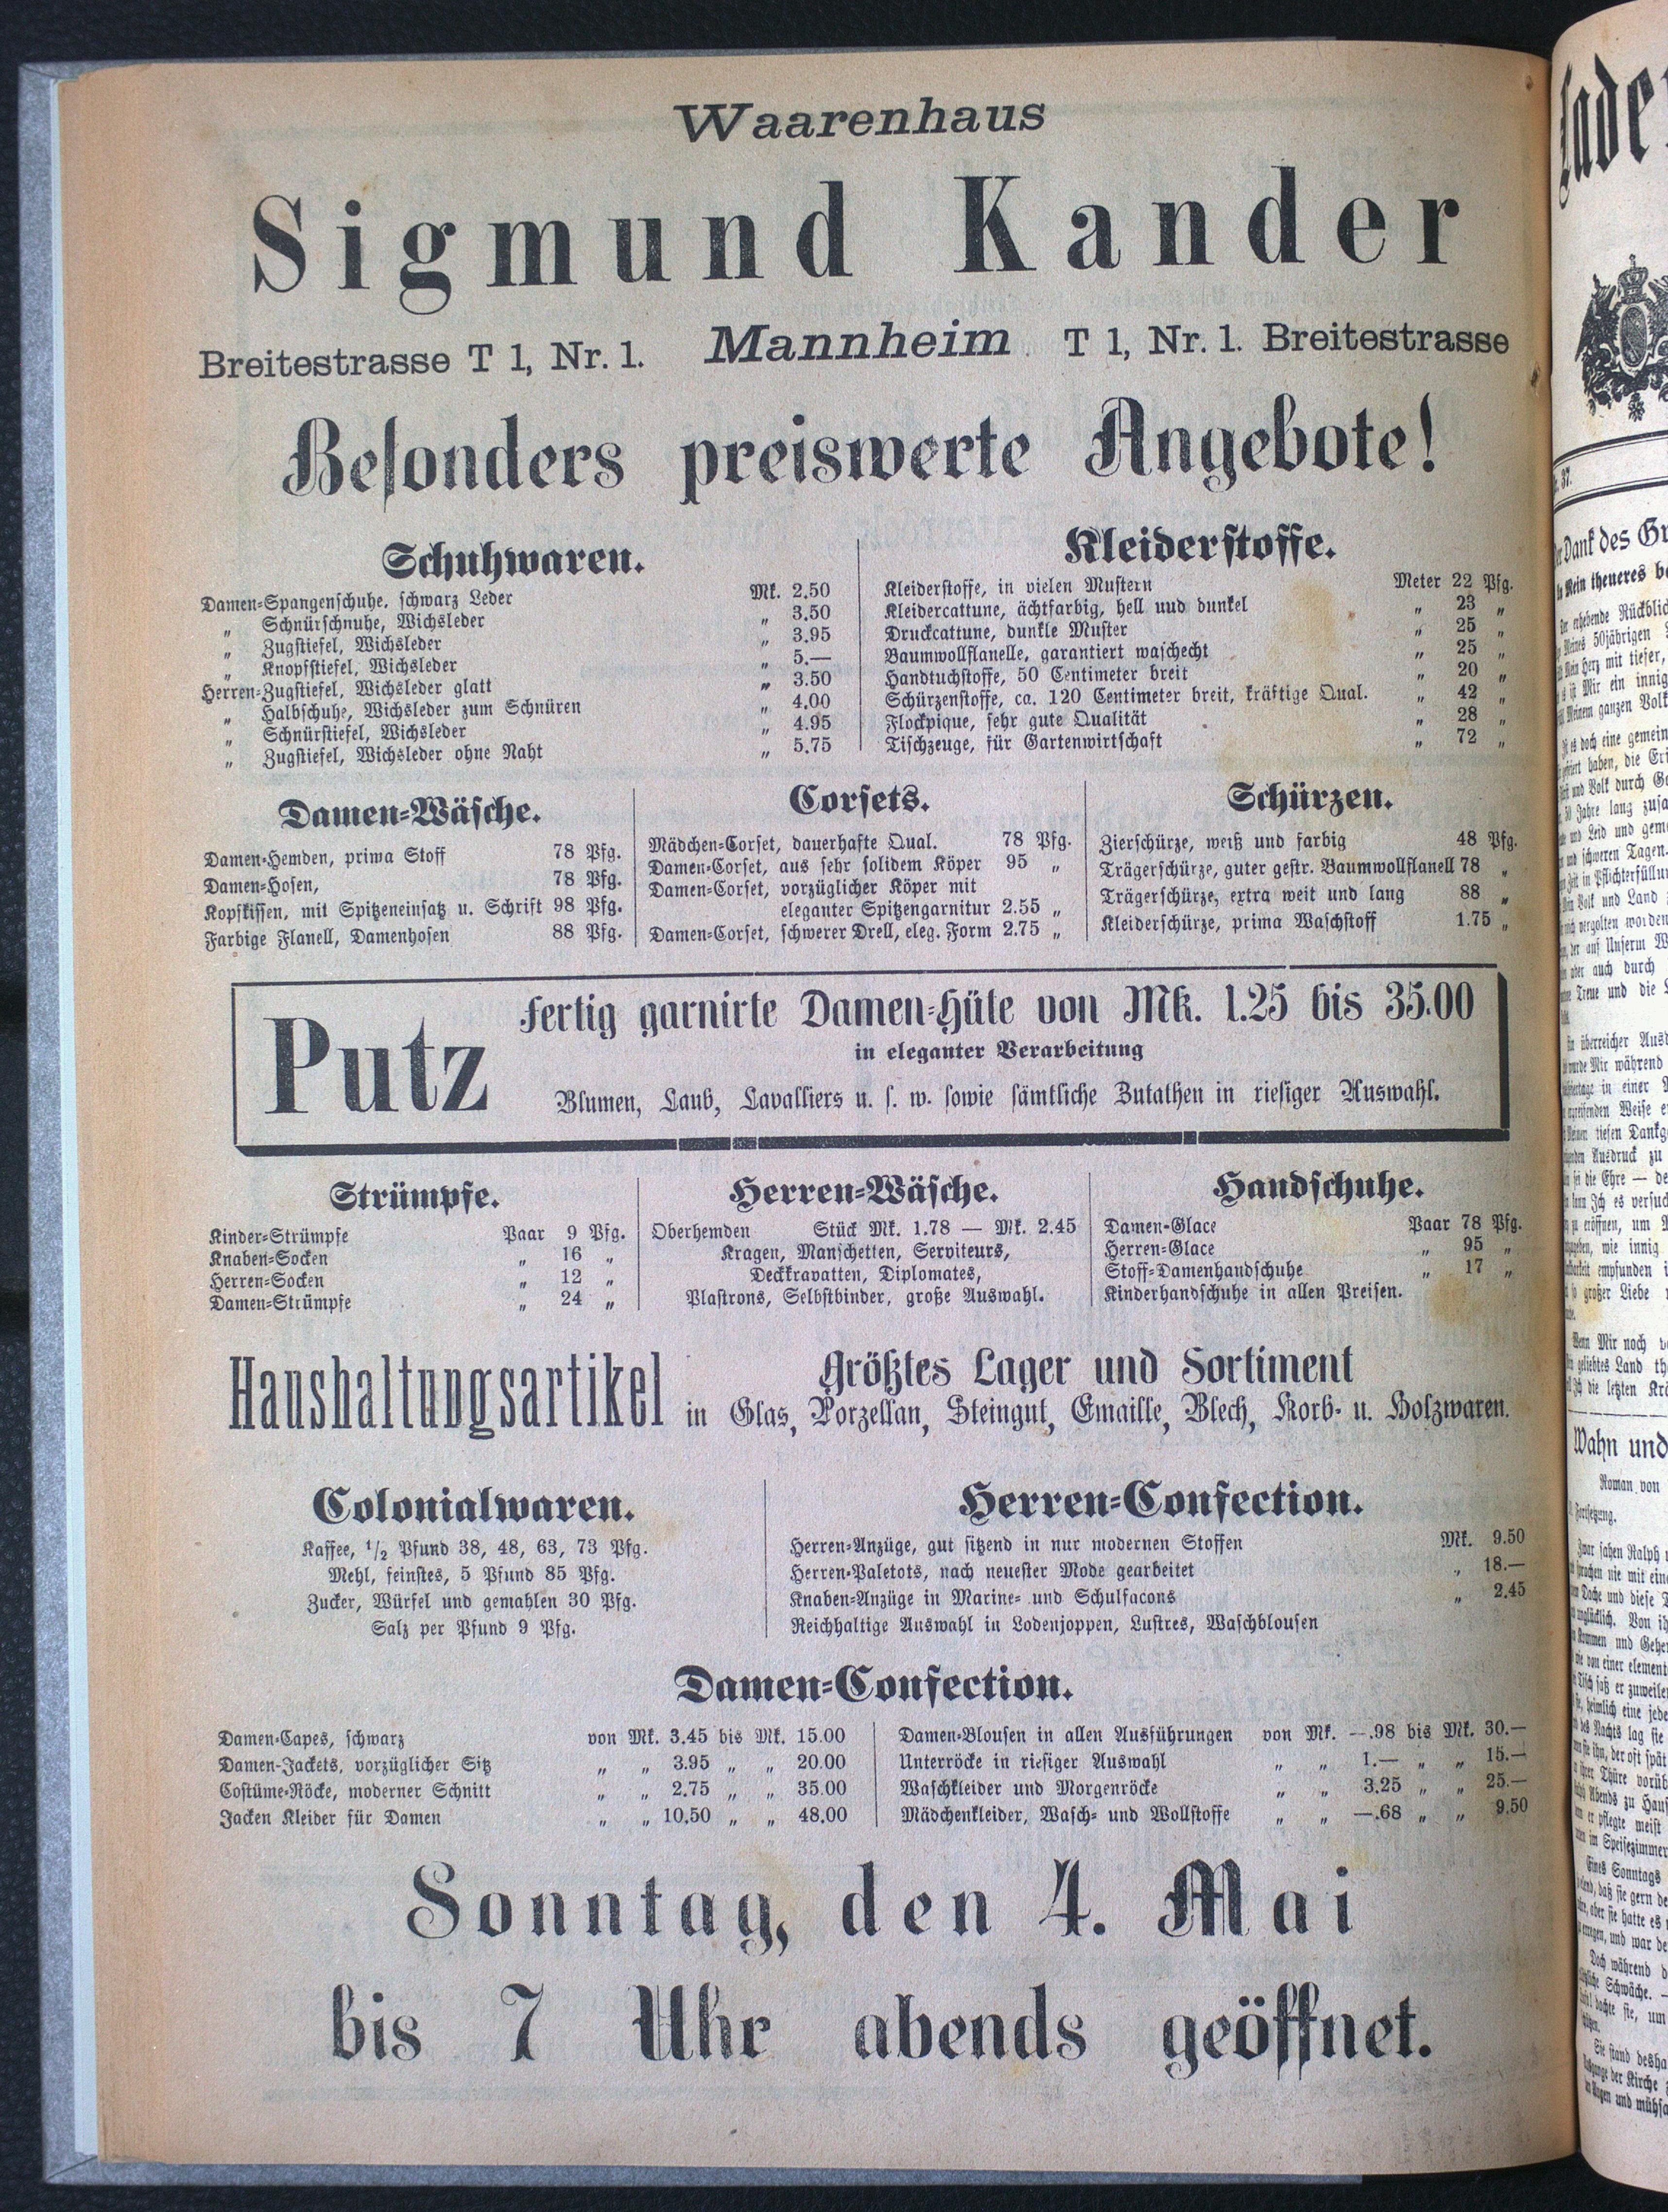 Waarenhaus
Sigmund Kander
Breitestrasse T 1, Nr. 1. Mannheim T 1, Nr. 1. Breitestrasse
Besonders preiswerte Angebote!
Schuhwaren.
Damen-Spangenschuhe, schwarz Leder Mk. 2.50
„ Schnürschnuhe, Wichsleder „ 3.50
„ Zugstiefel, Wichsleder „ 3.95
„ Knopfstiefel, Wichsleder „ 5.—
Herren-Zugstiefel, Wichsleder glatt „ 3.50
„ Halbschuhe, Wichsleder zum Schnüren „ 4.00
„ Schnürstiefel, Wichsleder „ 4.95
„ Zugstiefel, Wichsleder ohne Naht „ 5.75
Kleiderstoffe.
Kleiderstoffe, in vielen Mustern Meter 22 Pfg.
Kleidercattune, ächtfarbig, hell uud dunkel „ 23 „
Druckcattune, dunkle Muster „ 25 „
Baumwollflanelle, garantiert waschecht „ 25 „
Handtuchstoffe, 50 Centimeter breit „ 20 „
Schürzenstoffe, ca. 120 Centimeter breit, kräftige Qual. „ 42 „
Flockpique, sehr gute Qualität „ 28 „
Tischzeuge, für Gartenwirtschaft „ 72 „
Damen-Wäsche.
Damen-Hemden, prima Stoff 78 Pfg.
Damen-Hosen, 78 Pfg.
Kopfkissen, mit Spitzeneinsatz u. Schrift 98 Pfg.
Farbige Flanell, Damenhosen 88 Pfg.
Corsets.
Mädchen-Corset, dauerhafte Qual. 78 Pfg.
Damen-Corset, aus sehr solidem Köper 95 „
Damen-Corset, vorzüglicher Köper mit
eleganter Spitzengarnitur 2.55 „
Damen-Corset, schwerer Drell, eleg. Form 2.75 „
Schürzen.
Zierschürze, weiß und farbig 48 Pfg.
Trägerschürze, guter gestr. Baumwollflanell 78 „
Trägerschürze, extra weit und lang 88 „
Kleiderschürze, prima Waschstoff 1.75 „
Putz
fertig garnirte Damen-Hüte von Mk. 1.25 bis 35.00
in eleganter Verarbeitung
Blumen, Laub, Lavalliers u. s. w. sowie sämtliche Zutathen in riesiger Auswahl.
Strümpfe.
Kinder-Strümpfe Paar 9 Pfg.
Knaben-Socken „ 16 „
Herren-Socken „ 12 „
Damen-Strümpfe „ 24 „
Herren-Wäsche.
Oberhemden Stück Mk. 1.78 — Mk. 2.45
Kragen, Manschetten, Serviteurs,
Deckkravatten, Diplomates,
Plastrons, Selbstbinder, große Auswahl.
Handschuhe.
Damen-Glace Paar 78 Pfg.
Herren-Glace „ 95 „
Stoff-Damenhandschuhe „ 17 „
Kinderhandschuhe in allen Preisen.
Haushaltungsartikel
größtes Lager und Sortiment
in Glas, Porzellan, Steingut, Emaille, Blech, Korb- u. Holzwaren.
Colonialwaren.
Kaffee, 1/2 Pfund 38, 48, 63, 73 Pfg.
Mehl, feinstes, 5 Pfund 85 Pfg.
Zucker, Würfel und gemahlen 30 Pfg.
Salz per Pfund 9 Pfg.
Herren-Confection.
Herren-Anzüge, gut sitzend in nur modernen Stoffen Mk. 9.50
Herren-Paletots, nach neuester Mode gearbeitet „ 18.—
Knaben-Anzüge in Marine- und Schulfacons „ 2.45
Reichhaltige Auswahl in Lodenjoppen, Lustres, Waschblousen
Damen-Confection.
Damen-Capes, schwarz von Mk. 3.45 bis Mk. 15.00
Damen-Jackets, vorzüglicher Sitz „ „ 3.95 „ „ 20.00
Costüme-Röcke, moderner Schnitt „ „ 2.75 „ „ 35.00
Jacken Kleider für Damen „ „ 10,50 „ „ 48,00
Damen-Blousen in allen Ausführungen von Mk. —.98 bis Mk. 30.—
Unterröcke in riesiger Auswahl „ „ 1.— „ „ 15.—
Waschkleider und Morgenröcke „ „ 3.25 „ „ 25.—
Mädchenkleider, Wasch- und Wollstoffe „ „ —.68 „ „ 9.50
Sonntag, den 4. Mai
bis 7 Uhr abends geöffnet.